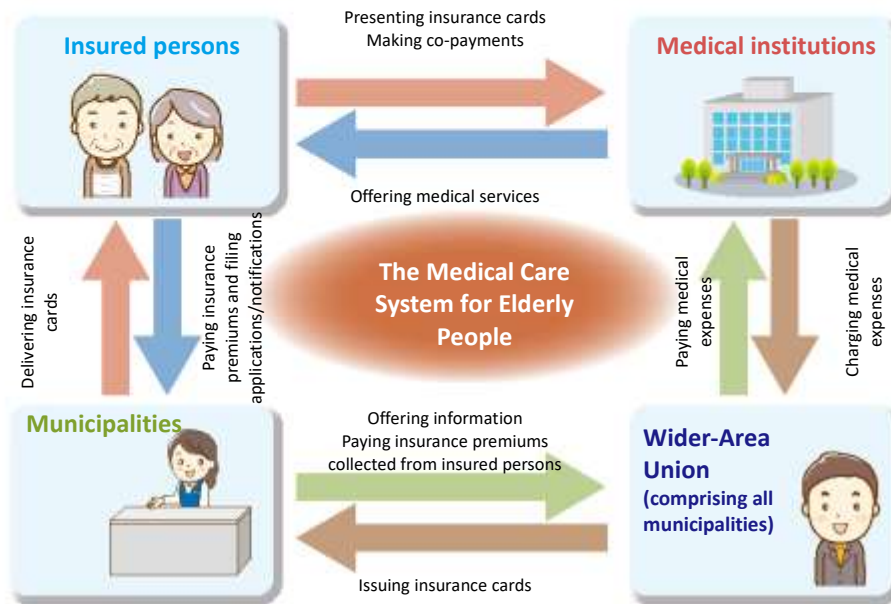 Presenting insurance cards
Making co-payments
Insured persons
Medical institutions
Offering medical services
Delivering insurance
cards
Paying insurance
premiums and filing
applications/notifications
The Medical Care
System for Elderly
People
Paying medical
expenses
Charging medical
expenses
Municipalities
Offering information
Paying insurance premiums
collected from insured persons
Wider-Area
Union
(comprising all
municipalities)
Issuing insurance cards